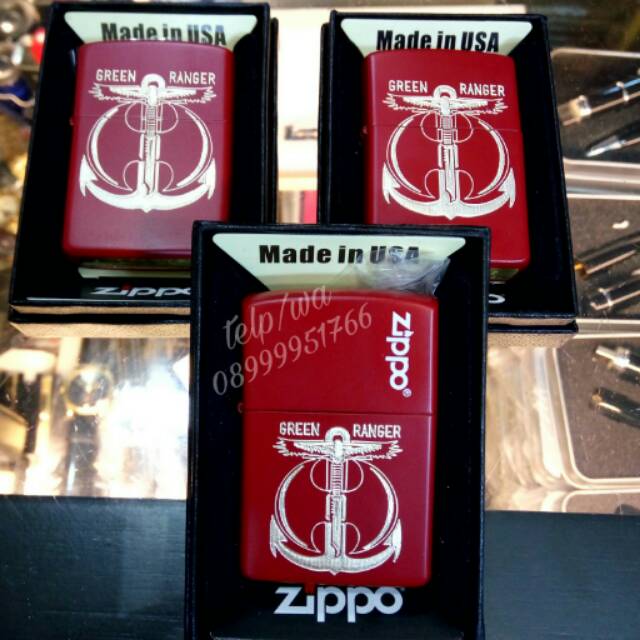 Made in USA
GREEN RANGER
zippo
Made in USA
GREEN RANGER
zippo
Made in USA
telp/wa
08999951766
zippo®
GREEN RANGER
zippo